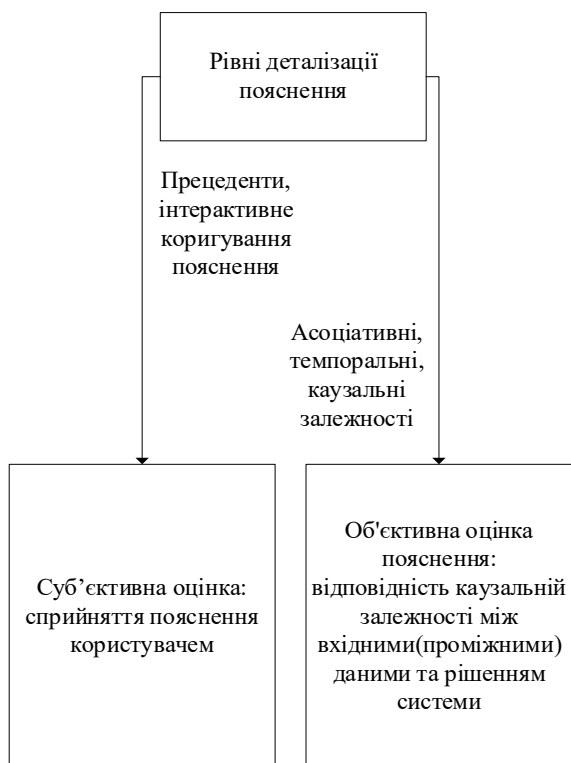 Рівні деталізації
пояснення
Прецеденти,
інтерактивне
коригування
пояснення
Асоціативні,
темпоральні,
каузальні
залежності
Суб’єктивна оцінка:
сприйняття пояснення
користувачем
Об'єктивна оцінка
пояснення:
відповідність каузальній
залежності між
вхідними(проміжними)
даними та рішенням
системи